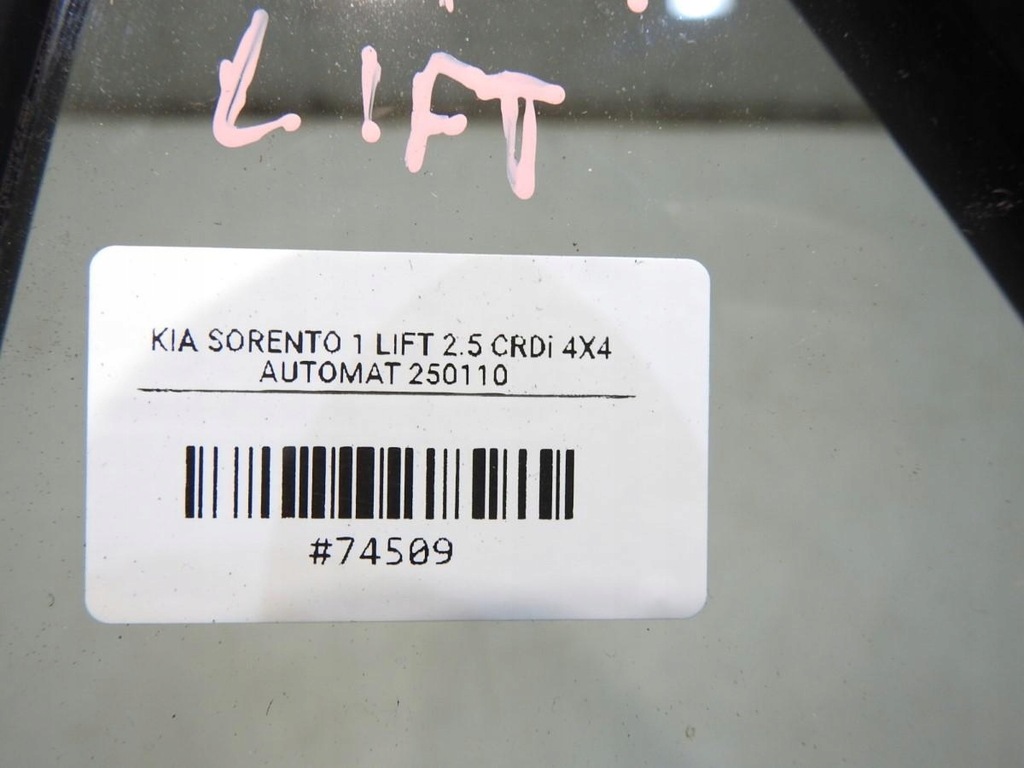 LIFT
KIA SORENTO 1 LIFT 2.5 CRDi 4X4
AUTOMAT 250110
#74509